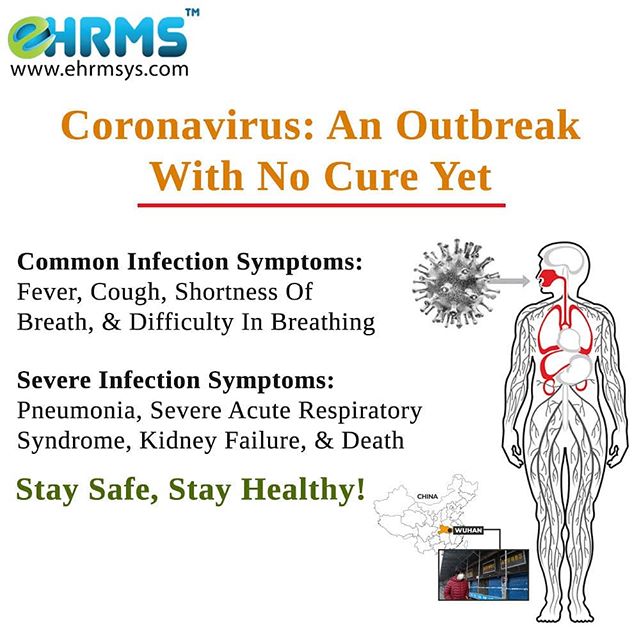 eHRMS™
www.ehrmsys.com
Coronavirus: An Outbreak
With No Cure Yet
Common Infection Symptoms:
Fever, Cough, Shortness Of
Breath, & Difficulty In Breathing
Severe Infection Symptoms:
Pneumonia, Severe Acute Respiratory
Syndrome, Kidney Failure, & Death
Stay Safe, Stay Healthy!
CHINA
WUHAN